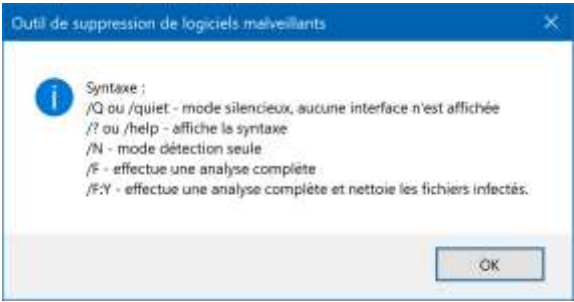 Outil de suppression de logiciels malveillants
Syntaxe :
/Q ou /quiet - mode silencieux, aucune interface n'est affichée
/? ou /help - affiche la syntaxe
/N - mode détection seule
/F - effectue une analyse complète
/F:Y - effectue une analyse complète et nettoie les fichiers infectés.
OK